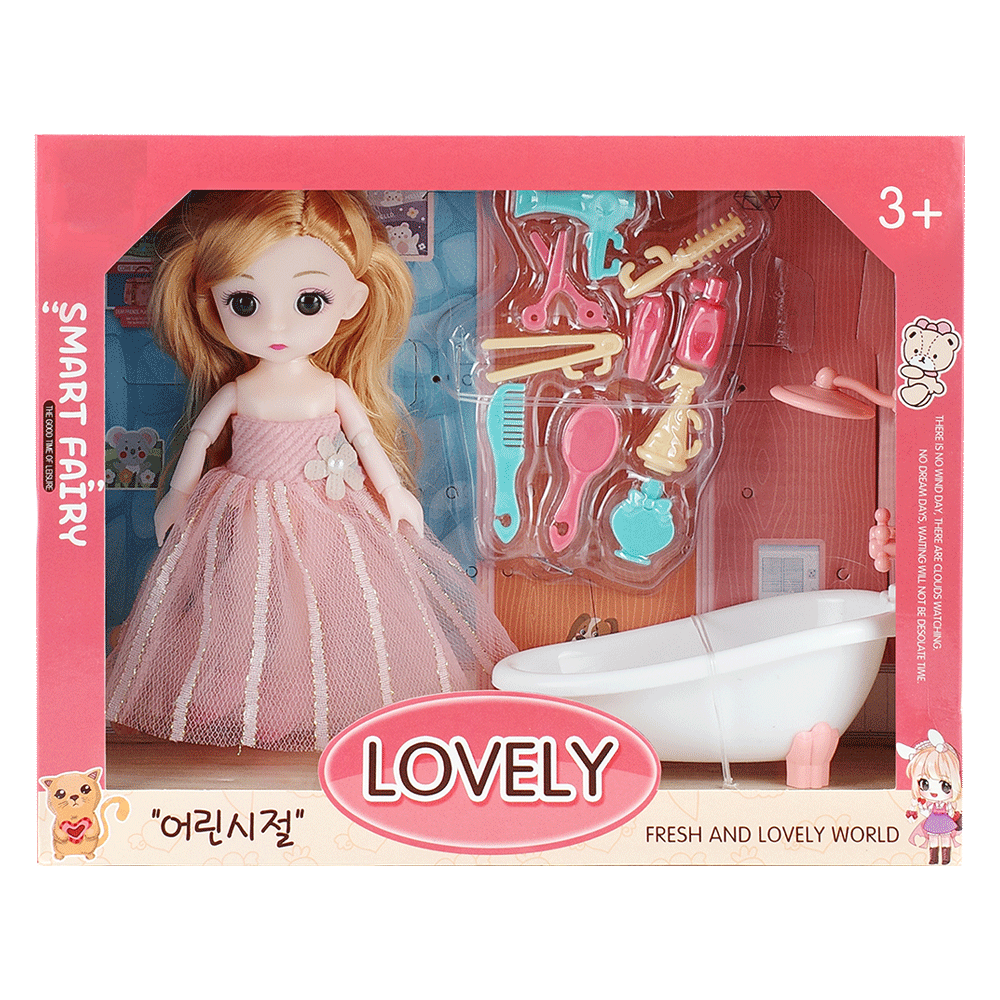 3+
"SMART FAIRY"
THE GOOD TIME OF LEISURE
THERE IS NO WIND DAY, THERE ARE CLOUDS WATCHING.
NO DREAM DAYS, WAITING WILL NOT BE DESOLATE TIME.
LOVELY
"어린시절"
FRESH AND LOVELY WORLD